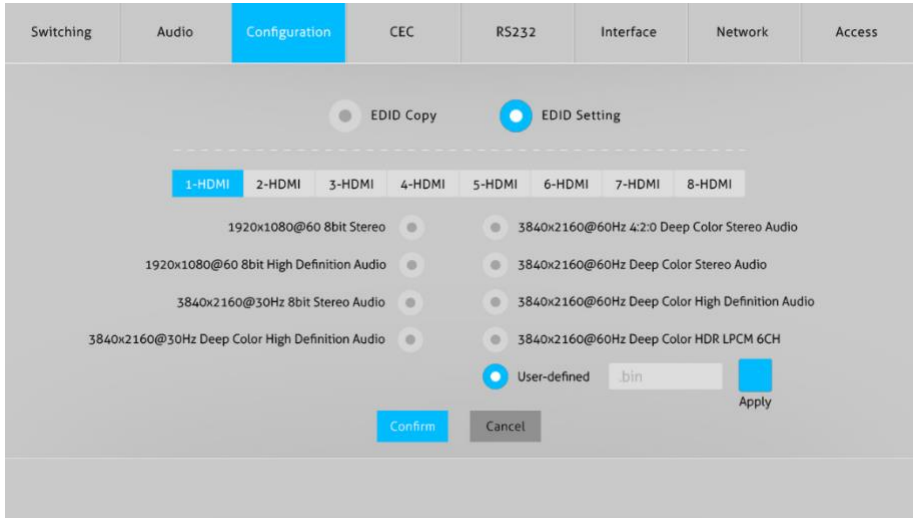 Switching Audio Configuration CEC RS232 Interface Network Access
EDID Copy EDID Setting
1-HDMI 2-HDMI 3-HDMI 4-HDMI 5-HDMI 6-HDMI 7-HDMI 8-HDMI
1920x1080@60 8bit Stereo 3840x2160@60Hz 4:2:0 Deep Color Stereo Audio
1920x1080@60 8bit High Definition Audio 3840x2160@60Hz Deep Color Stereo Audio
3840x2160@30Hz 8bit Stereo Audio 3840x2160@60Hz Deep Color High Definition Audio
3840x2160@30Hz Deep Color High Definition Audio 3840x2160@60Hz Deep Color HDR LPCM 6CH
User-defined .bin
Apply
Confirm Cancel